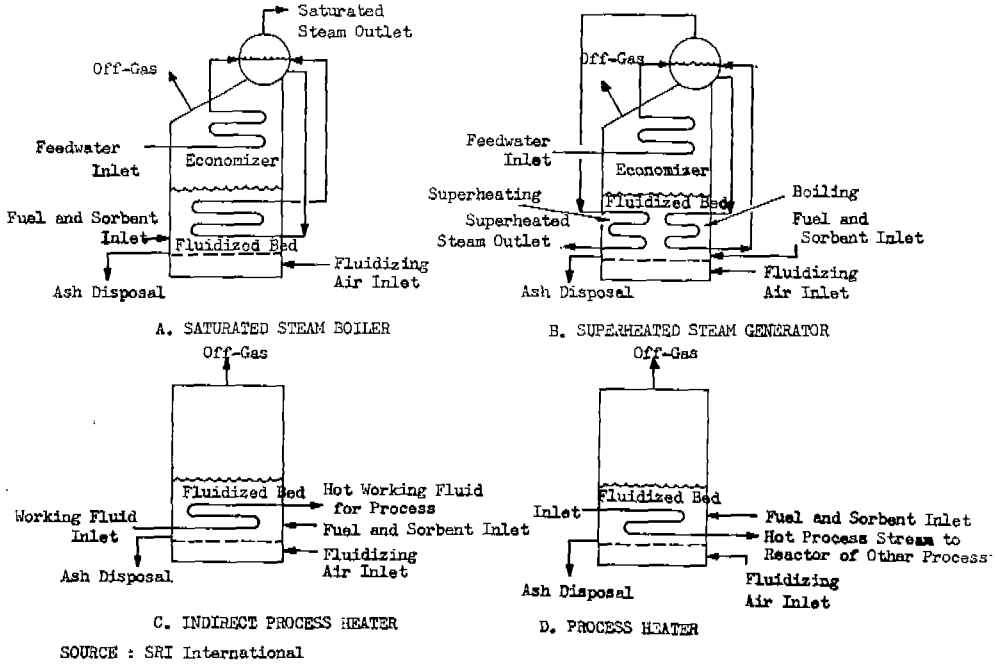 Saturated
Steam Outlet
Off-Gas
Feedwater
Inlet
Economizer
Fuel and Sorbent
Inlet
Fluidized Bed
Fluidizing
Air Inlet
Ash Disposal
A. SATURATED STEAM BOILER
Off-Gas
Feedwater
Inlet
Economizer
Superheating
Fluidized Bed
Boiling
Superheated
Steam Outlet
Fuel and
Sorbent Inlet
Fluidizing
Air Inlet
Ash Disposal
B. SUPERHEATED STEAM GENERATOR
Off-Gas
Fluidized Bed
Hot Working Fluid
for Process
Working Fluid
Inlet
Fuel and Sorbent Inlet
Fluidizing
Air Inlet
Ash Disposal
C. INDIRECT PROCESS HEATER
Off-Gas
Fluidized Bed
Inlet
Fuel and Sorbent Inlet
Hot Process Stream to
Reactor of Other Process
Ash Disposal
Fluidizing
Air Inlet
D. PROCESS HEATER
SOURCE : SRI International